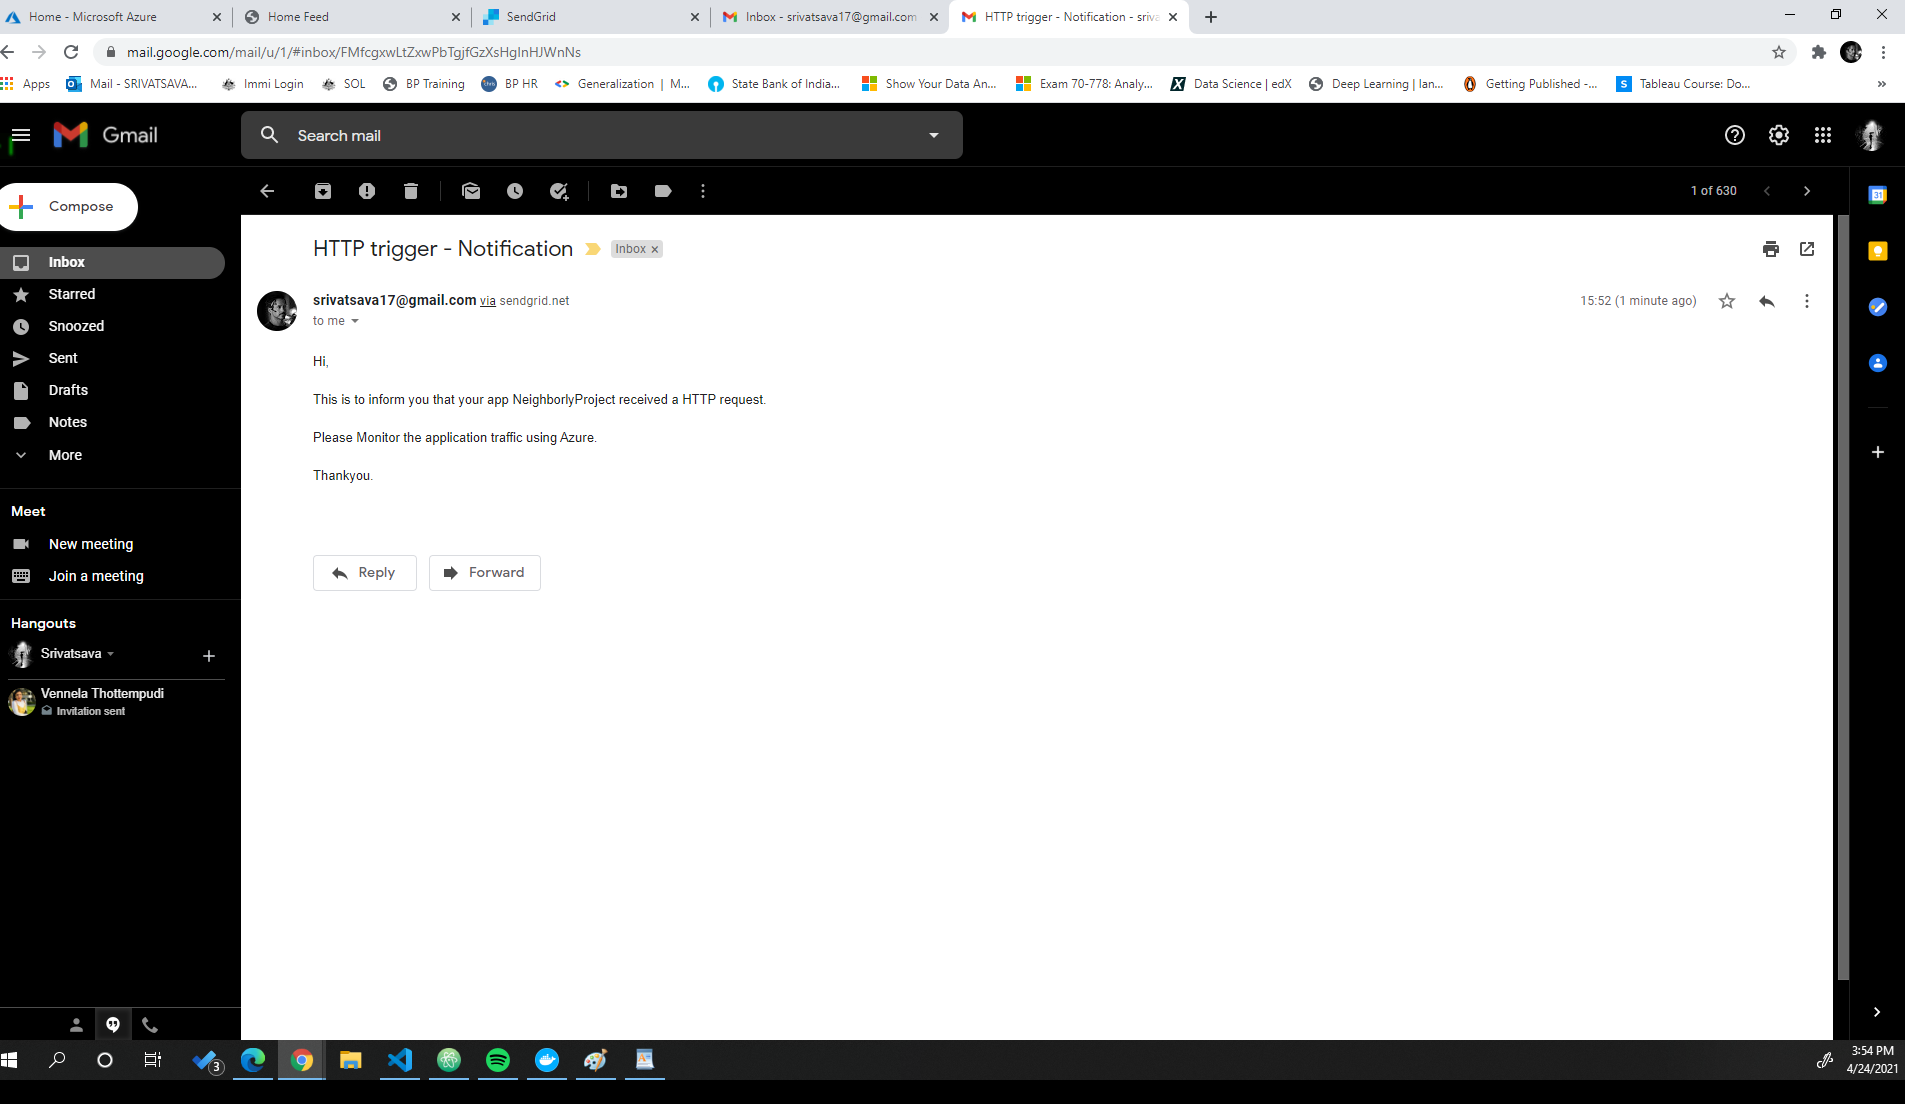 Home - Microsoft Azure
Home Feed
SendGrid
Inbox - srivatsava17@gmail.com
HTTP trigger - Notification - sriva
mail.google.com/mail/u/1/#inbox/FMfcgxwLtZxwPbTgjfGzXsHgInHJWnNs
Apps
Mail - SRIVATSAVA...
Immi Login
SOL
BP Training
BP HR
Generalization | M...
State Bank of India...
Show Your Data An...
Exam 70-778: Analy...
Data Science | edX
Deep Learning | Ian...
Getting Published -...
Tableau Course: Do...
»
Gmail
Search mail
Compose
1 of 630
Inbox
Starred
Snoozed
Sent
Drafts
Notes
More
Meet
New meeting
Join a meeting
Hangouts
Srivatsava
Vennela Thottempudi
Invitation sent
HTTP trigger - Notification
Inbox ×
srivatsava17@gmail.com via sendgrid.net
15:52 (1 minute ago)
to me
Hi,
This is to inform you that your app NeighborlyProject received a HTTP request.
Please Monitor the application traffic using Azure.
Thankyou.
Reply
Forward
31
3
3:54 PM
4/24/2021